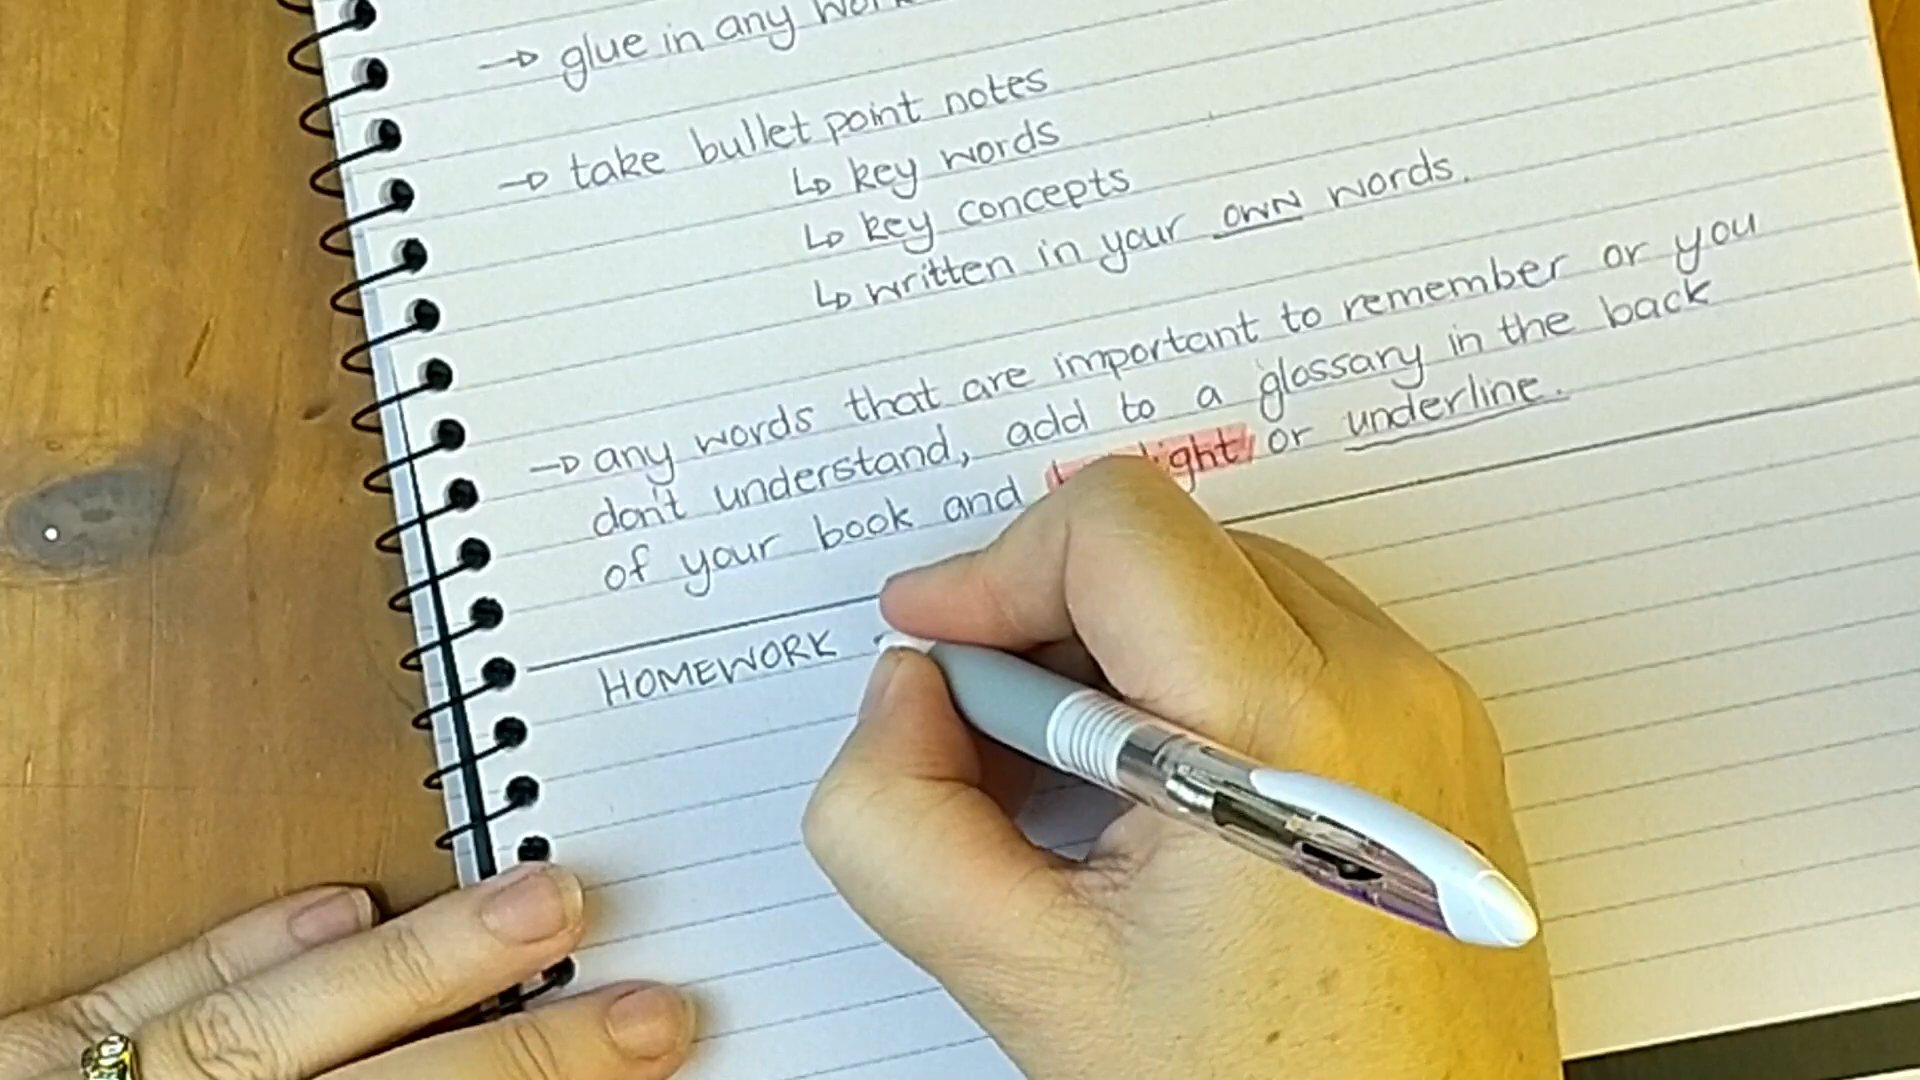 → glue in any
→ take bullet point notes
↳ key words
↳ key concepts
↳ written in your OWN words.
→ any words that are important to remember or you
don't understand, add to a glossary in the back
of your book and or underline.
HOMEWORK